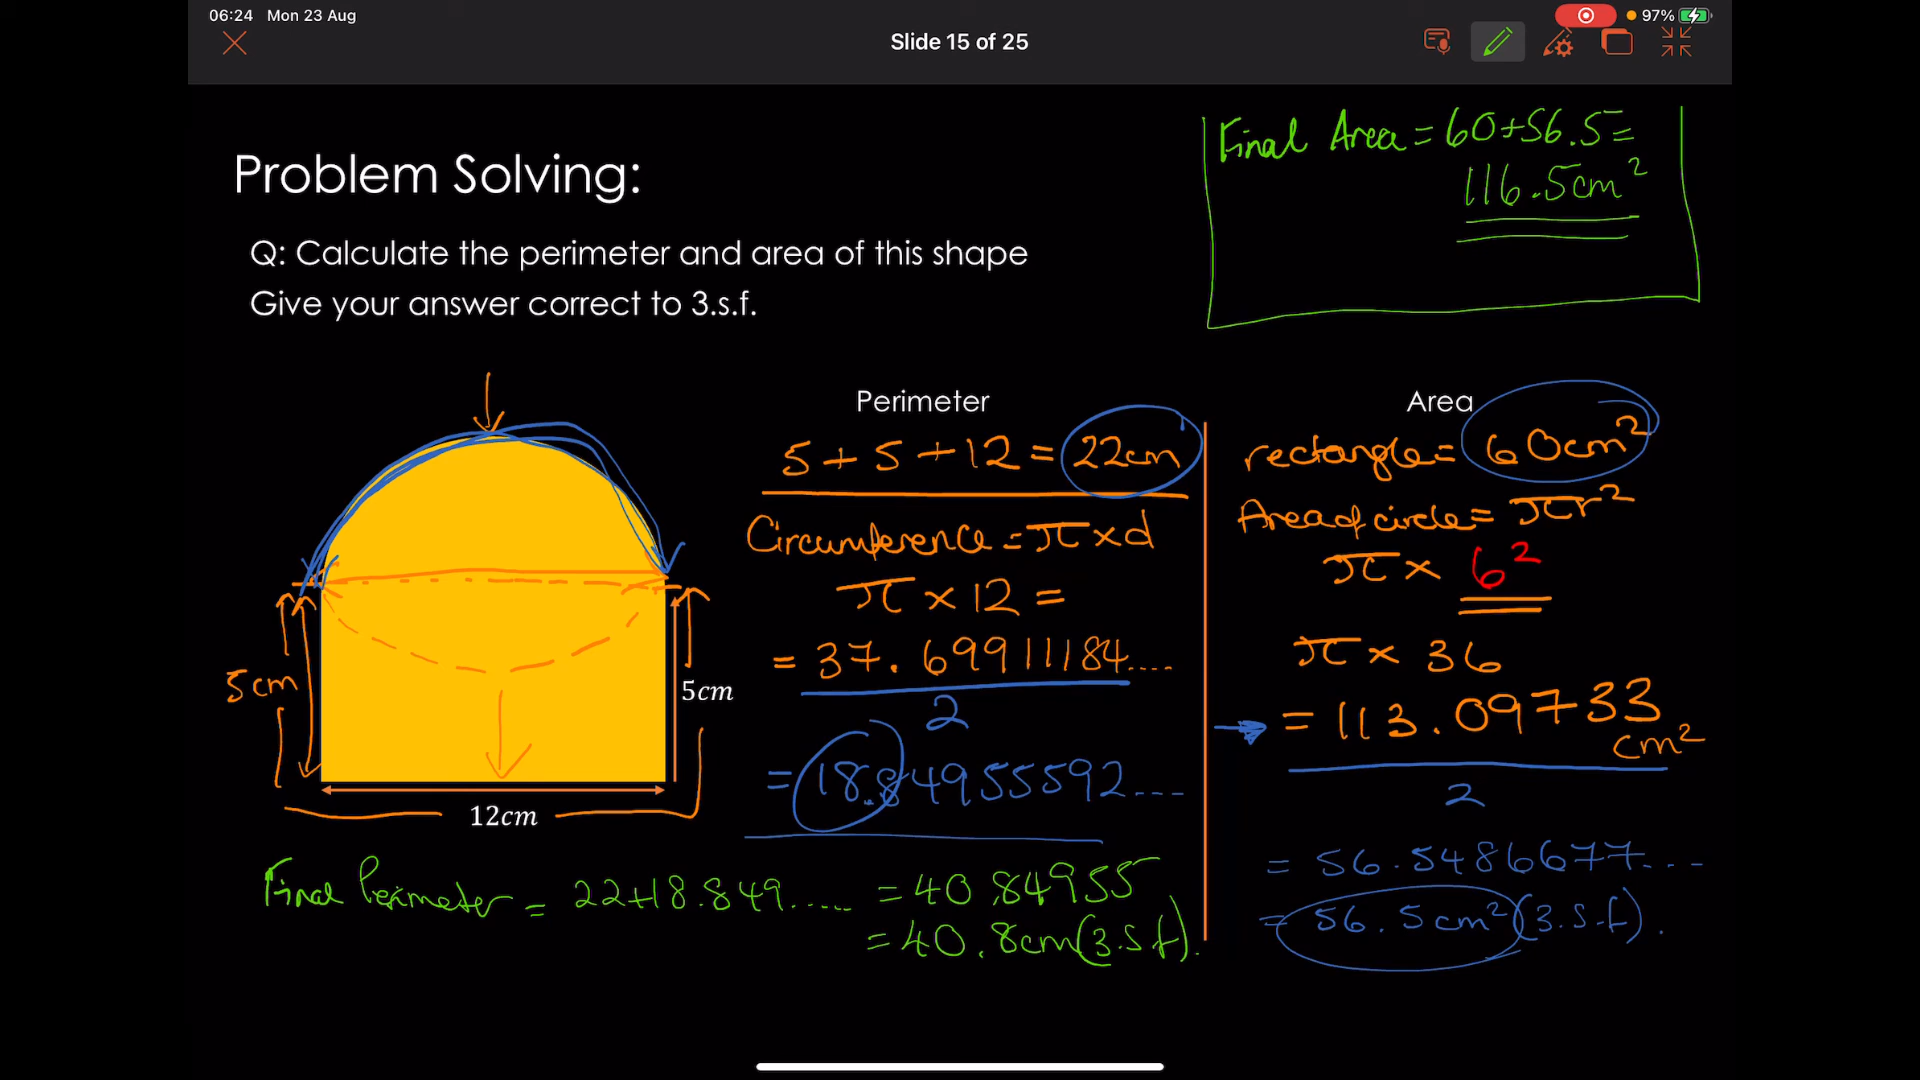 06:24 Mon 23 Aug
97%
Slide 15 of 25
Final Area = 60+56.5 =
116.5cm²
Problem Solving:
Q: Calculate the perimeter and area of this shape
Give your answer correct to 3.s.f.
5cm
5cm
12cm
Perimeter
5 + 5 + 12 = 22cm
Circumference = π × d
π × 12 =
= 37.69911184....
2
= 18.84955592...
Final Perimeter = 22+18.849..... = 40.84955
= 40.8cm(3.s.f).
Area
rectangle = 60cm²
Area of circle = πr²
π × 6²
π × 36
= 113.09733
cm²
2
= 56.5486677....
= 56.5cm² (3.s.f).